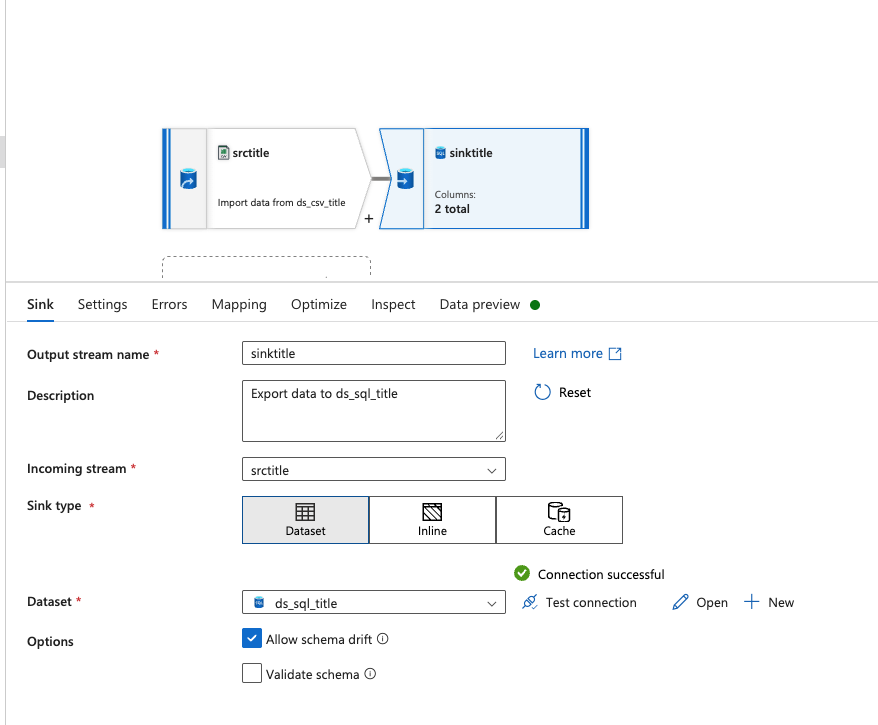 srctitle
Import data from ds_csv_title
+
sinktitle
Columns:
2 total
Sink Settings Errors Mapping Optimize Inspect Data preview
Output stream name * sinktitle Learn more
Description Export data to ds_sql_title Reset
Incoming stream * srctitle
Sink type *
Dataset Inline Cache
Connection successful
Dataset * ds_sql_title Test connection Open New
Options Allow schema drift
Validate schema